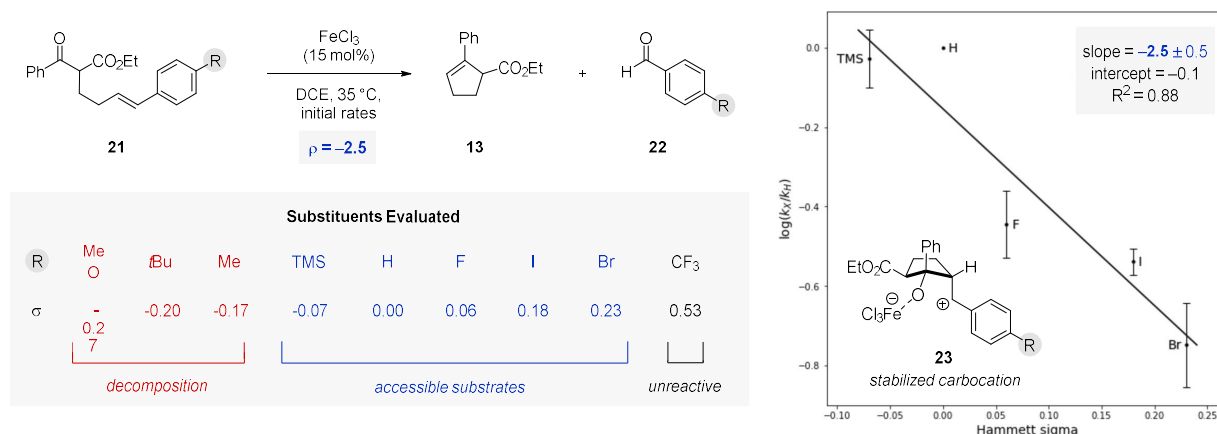 O
Ph
CO2Et
R
21
FeCl3
(15 mol%)
DCE, 35 °C,
initial rates
ρ = –2.5
Ph
CO2Et
13
+
O
H
R
22
Substituents Evaluated
R
Me
O
tBu
Me
TMS
H
F
I
Br
CF3
σ
-
0.2
7
-0.20
-0.17
-0.07
0.00
0.06
0.18
0.23
0.53
decomposition
accessible substrates
unreactive
slope = –2.5 ± 0.5
intercept = –0.1
R2 = 0.88
TMS
H
F
I
Br
Ph
EtO2C
H
O
⊖
Cl3Fe
⊕
R
23
stabilized carbocation
log(kX/kH)
0.0
−0.2
−0.4
−0.6
−0.8
−0.10
−0.05
0.00
0.05
0.10
0.15
0.20
0.25
Hammett sigma